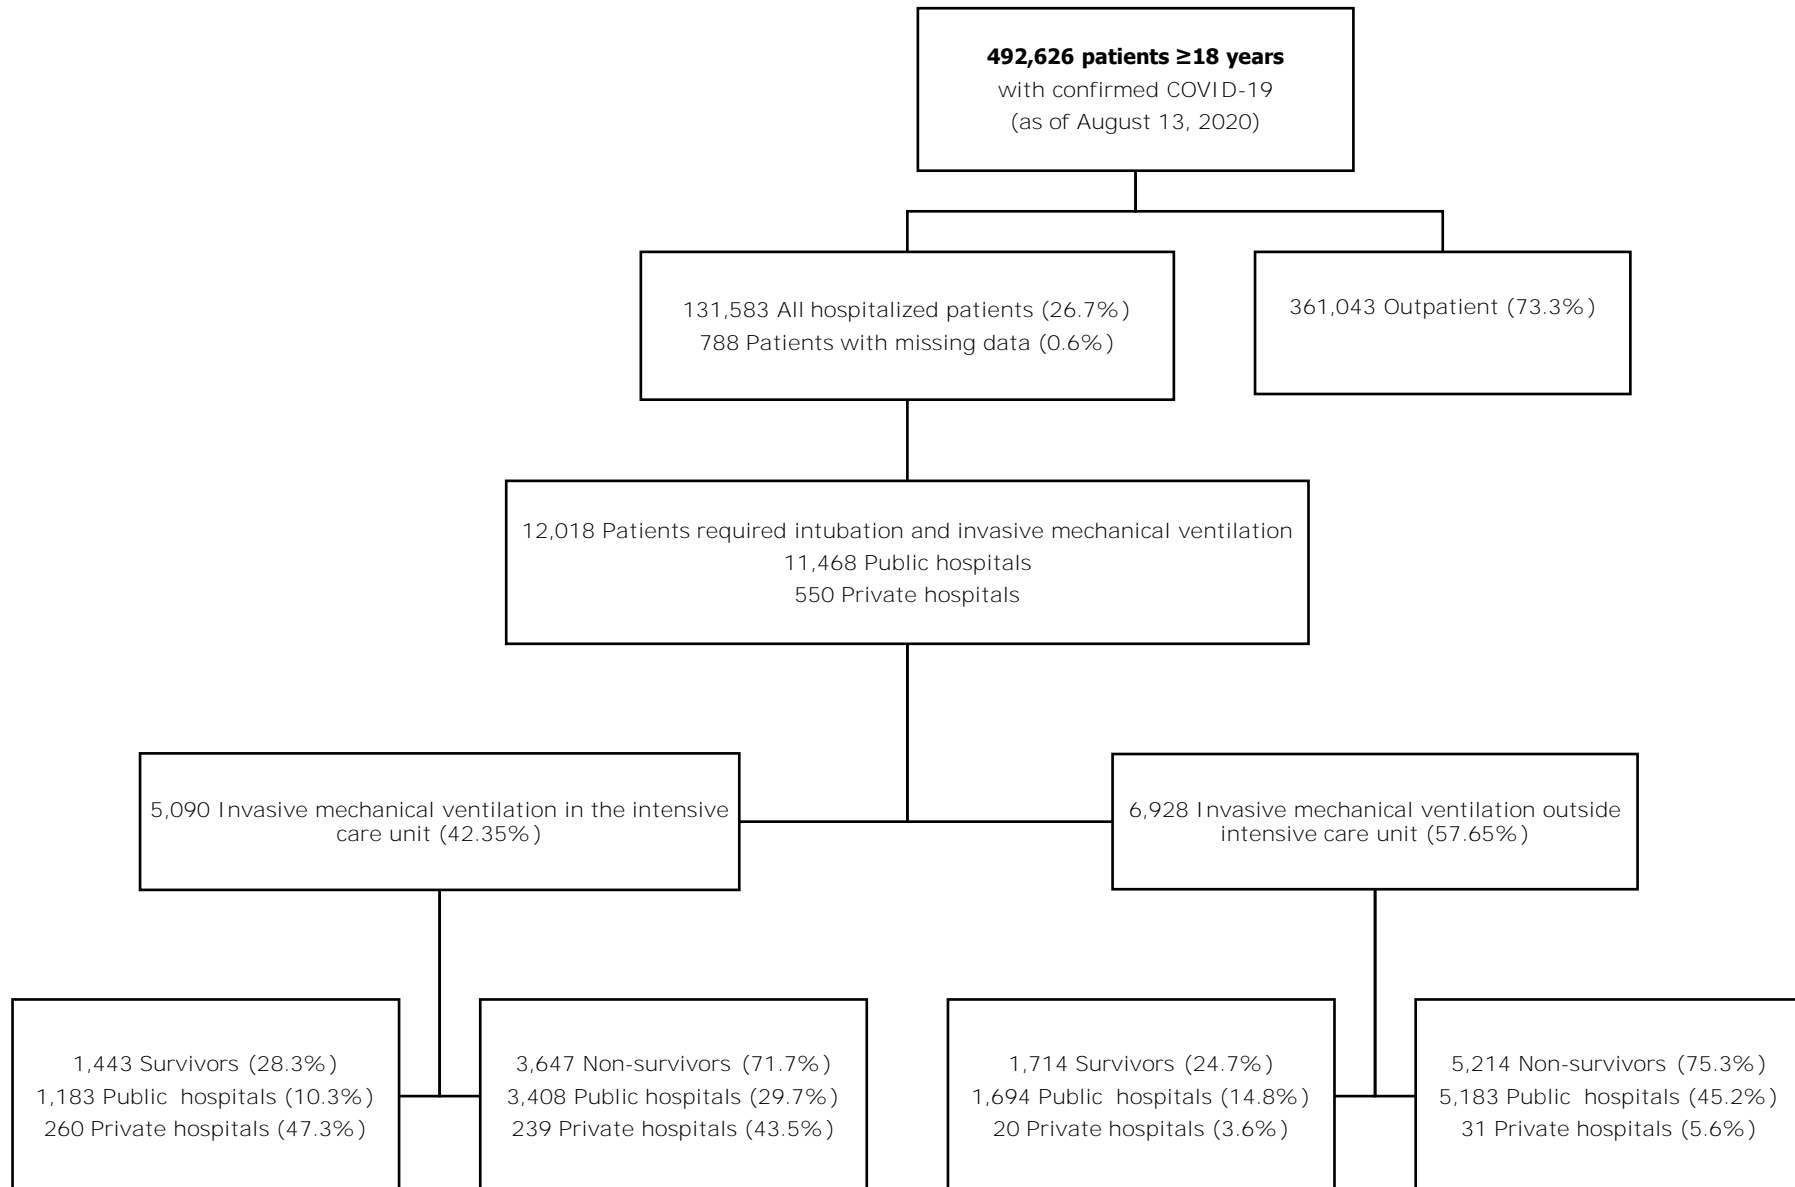 492,626 patients ≥18 years
with confirmed COVID-19
(as of August 13, 2020)
131,583 All hospitalized patients (26.7%)
788 Patients with missing data (0.6%)
361,043 Outpatient (73.3%)
12,018 Patients required intubation and invasive mechanical ventilation
11,468 Public hospitals
550 Private hospitals
5,090 Invasive mechanical ventilation in the intensive
care unit (42.35%)
6,928 Invasive mechanical ventilation outside
intensive care unit (57.65%)
1,443 Survivors (28.3%)
1,183 Public hospitals (10.3%)
260 Private hospitals (47.3%)
3,647 Non-survivors (71.7%)
3,408 Public hospitals (29.7%)
239 Private hospitals (43.5%)
1,714 Survivors (24.7%)
1,694 Public hospitals (14.8%)
20 Private hospitals (3.6%)
5,214 Non-survivors (75.3%)
5,183 Public hospitals (45.2%)
31 Private hospitals (5.6%)